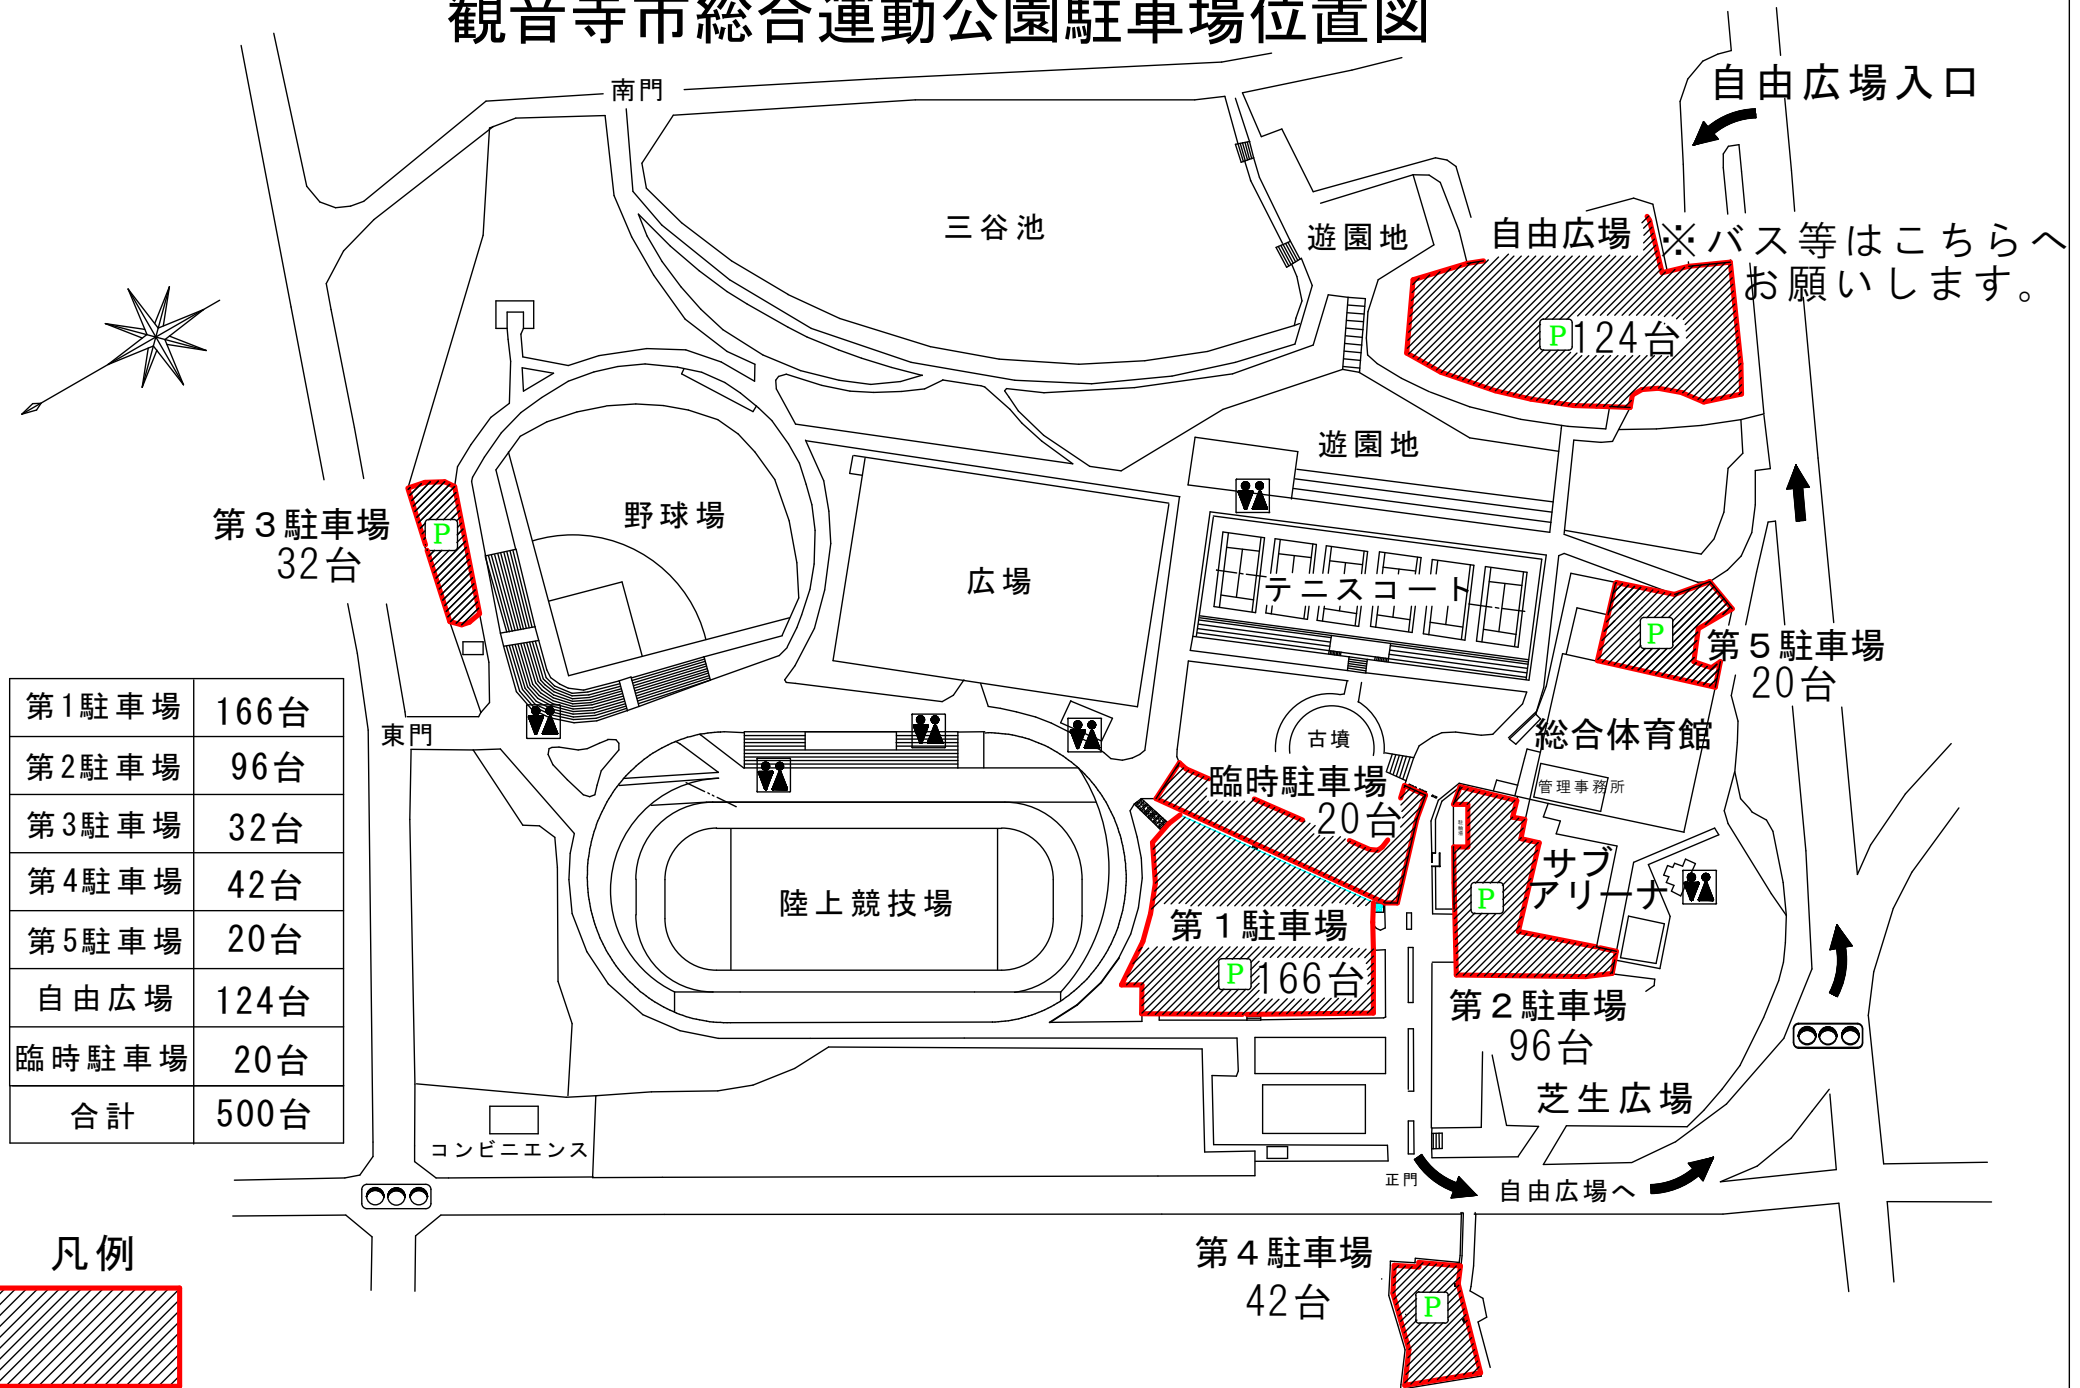 観音寺市総合運動公園駐車場位置図
南門
自由広場入口
三谷池
遊園地
自由広場
※バス等はこちらへ
お願いします。
P
124台
遊園地
第３駐車場
32台
P
野球場
広場
テニスコート
P
第５駐車場
20台
第1駐車場 166台
第2駐車場 96台
第3駐車場 32台
第4駐車場 42台
第5駐車場 20台
自由広場 124台
臨時駐車場 20台
合計 500台
東門
古墳
総合体育館
管理事務所
臨時駐車場
20台
サブ
アリーナ
P
陸上競技場
第１駐車場
P
166台
第２駐車場
96台
芝生広場
コンビニエンス
正門
自由広場へ
凡例
第４駐車場
42台
P